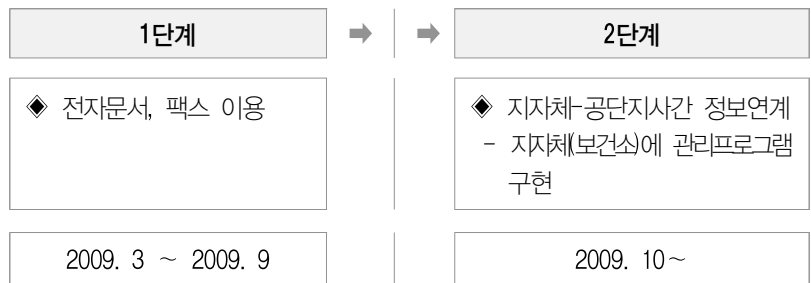 1단계 ➡ ➡ 2단계
◈ 전자문서, 팩스 이용
◈ 지자체-공단지사간 정보연계
- 지자체(보건소)에 관리프로그램
구현
2009. 3 ~ 2009. 9
2009. 10~